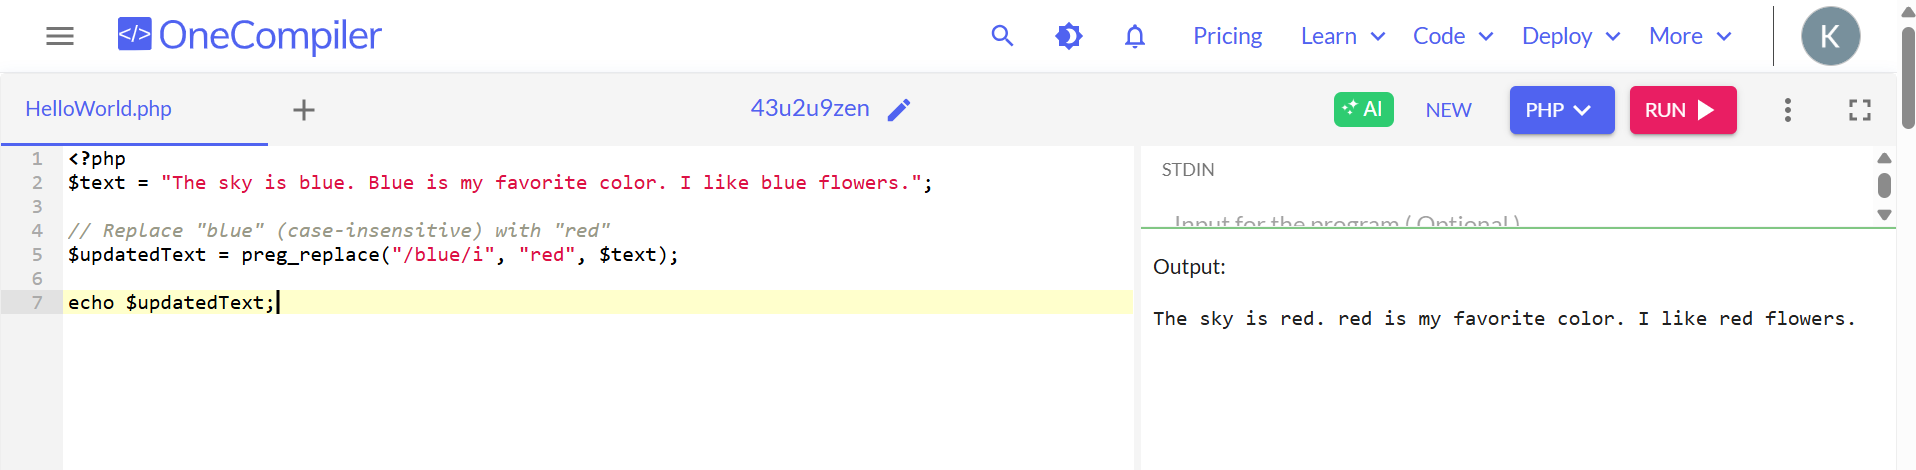 </> OneCompiler
Pricing
Learn
Code
Deploy
More
K
HelloWorld.php
43u2u9zen
AI
NEW
PHP
RUN
1 <?php
2 $text = "The sky is blue. Blue is my favorite color. I like blue flowers.";
3
4 // Replace "blue" (case-insensitive) with "red"
5 $updatedText = preg_replace("/blue/i", "red", $text);
6
7 echo $updatedText;
STDIN
Input for the program ( Optional )
Output:
The sky is red. red is my favorite color. I like red flowers.